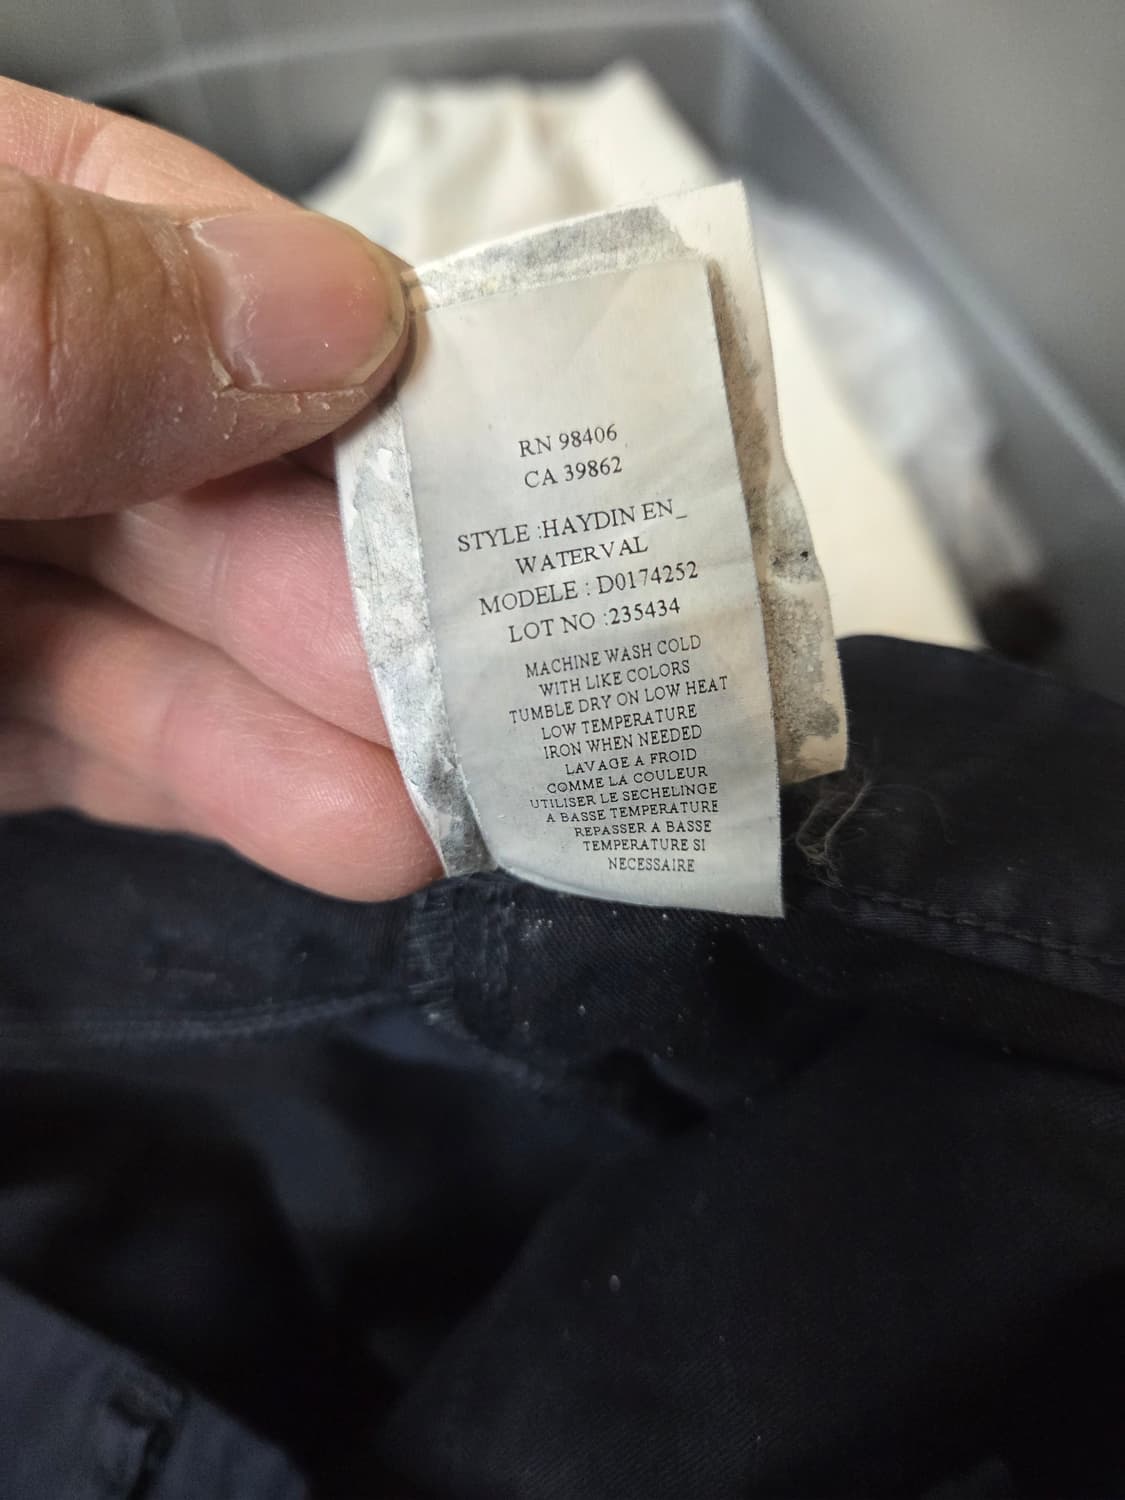 RN 98406
CA 39862
STYLE :HAYDIN EN_
WATERVAL
MODELE : D0174252
LOT NO :235434
MACHINE WASH COLD
WITH LIKE COLORS
TUMBLE DRY ON LOW HEAT
LOW TEMPERATURE
IRON WHEN NEEDED
LAVAGE A FROID
COMME LA COULEUR
UTILISER LE SECHELINGE
A BASSE TEMPERATURE
REPASSER A BASSE
TEMPERATURE SI
NECESSAIRE